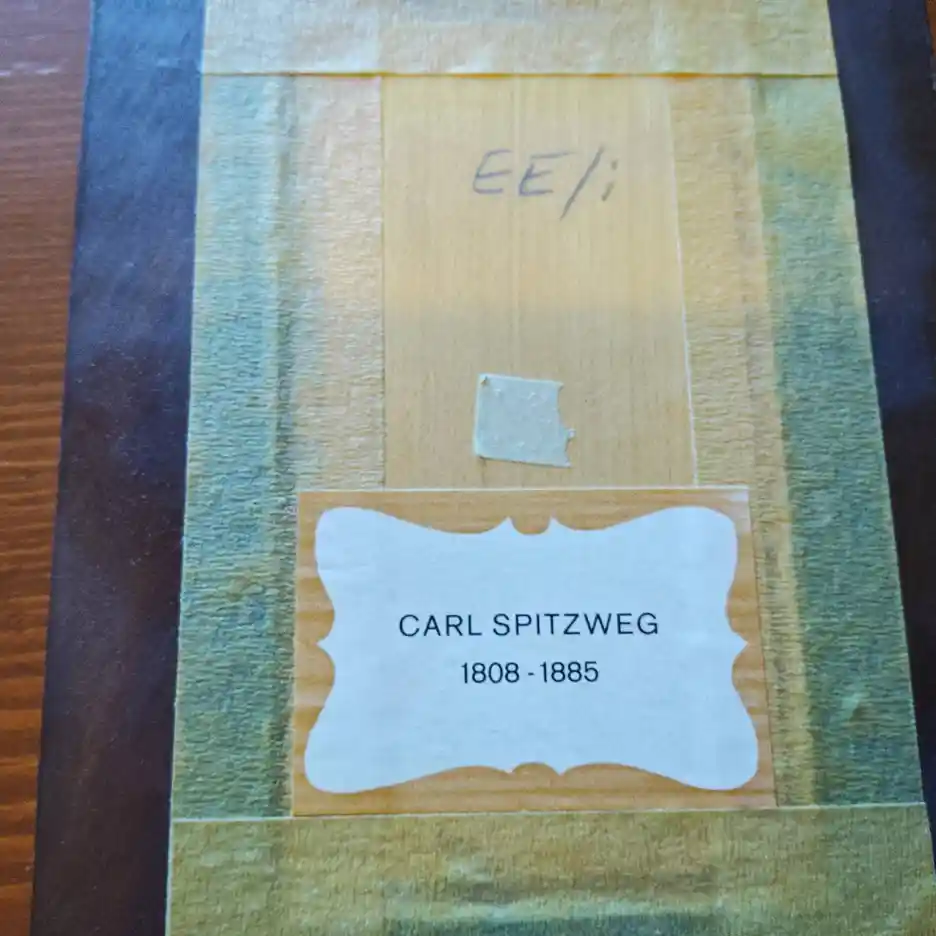 EE/i
CARL SPITZWEG
1808 - 1885